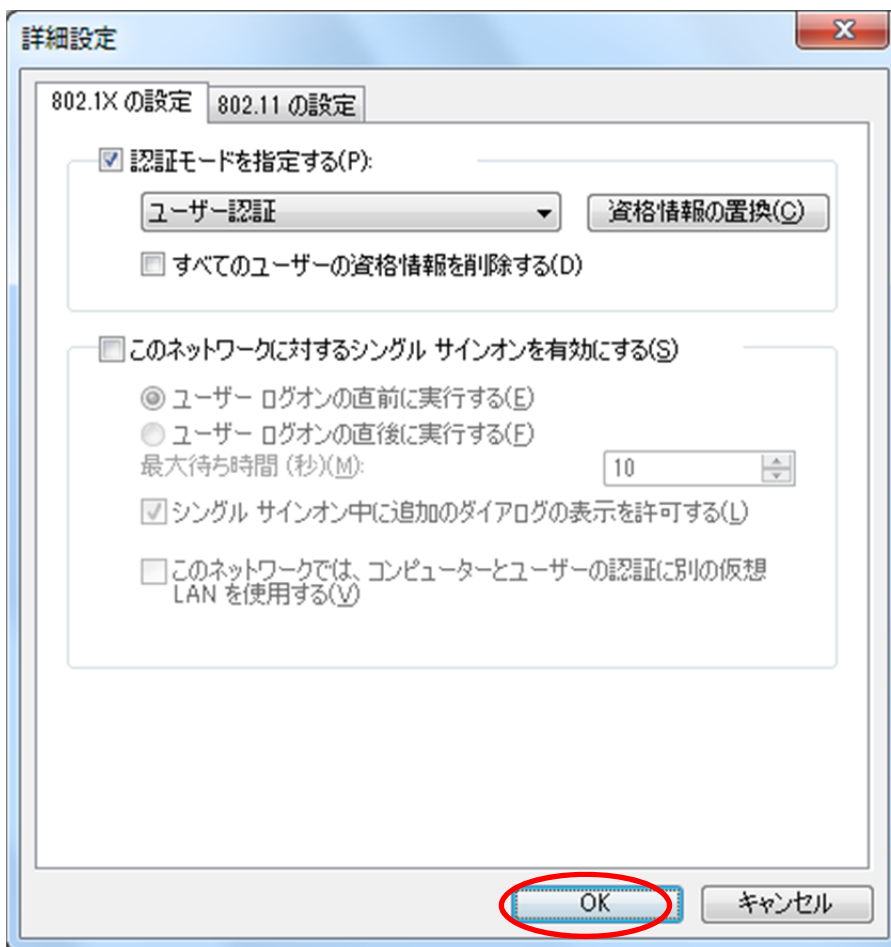 詳細設定
802.1X の設定 802.11 の設定
認証モードを指定する(P):
ユーザー認証 資格情報の置換(C)
すべてのユーザーの資格情報を削除する(D)
このネットワークに対するシングル サインオンを有効にする(S)
ユーザー ログオンの直前に実行する(E)
ユーザー ログオンの直後に実行する(F)
最大待ち時間 (秒)(M): 10
シングル サインオン中に追加のダイアログの表示を許可する(L)
このネットワークでは、コンピューターとユーザーの認証に別の仮想
LAN を使用する(V)
OK キャンセル